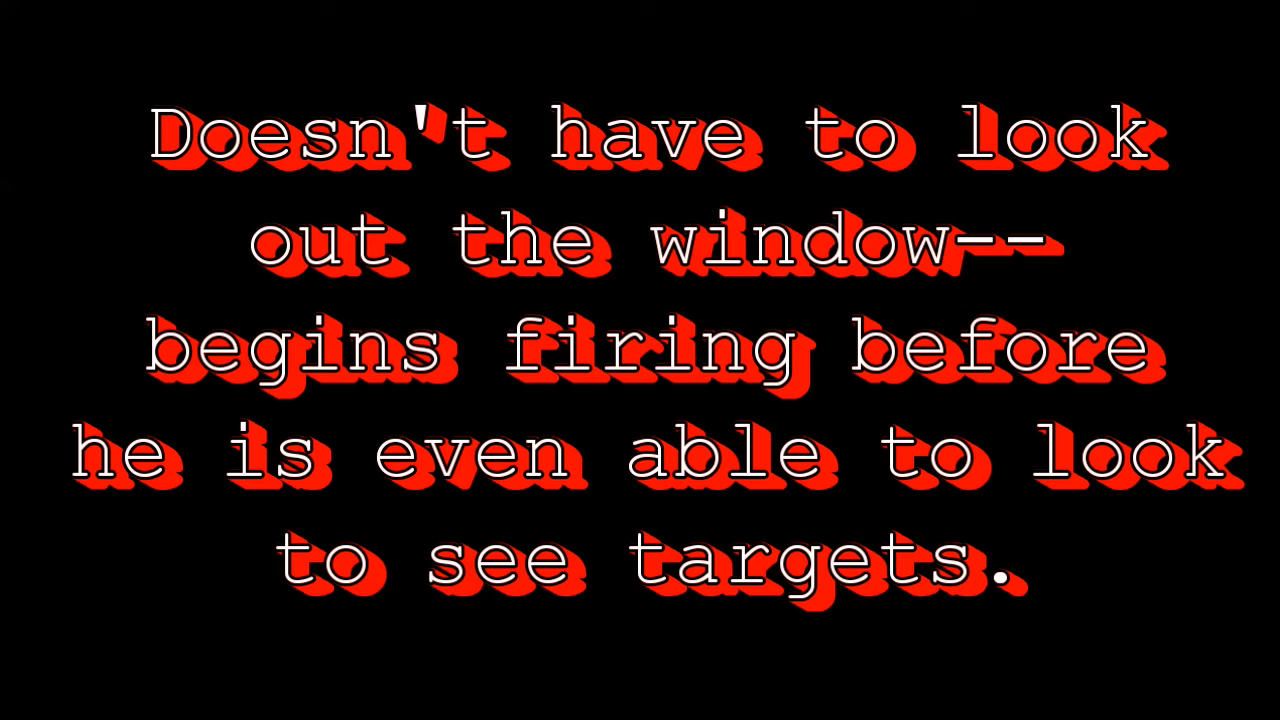 Doesn't have to look
out the window--
begins firing before
he is even able to look
to see targets.